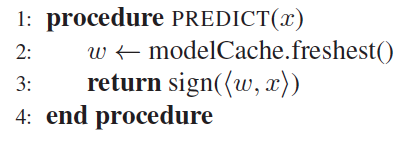 1: procedure PREDICT(x)
2: w ← modelCache.freshest()
3: return sign(⟨w, x⟩)
4: end procedure